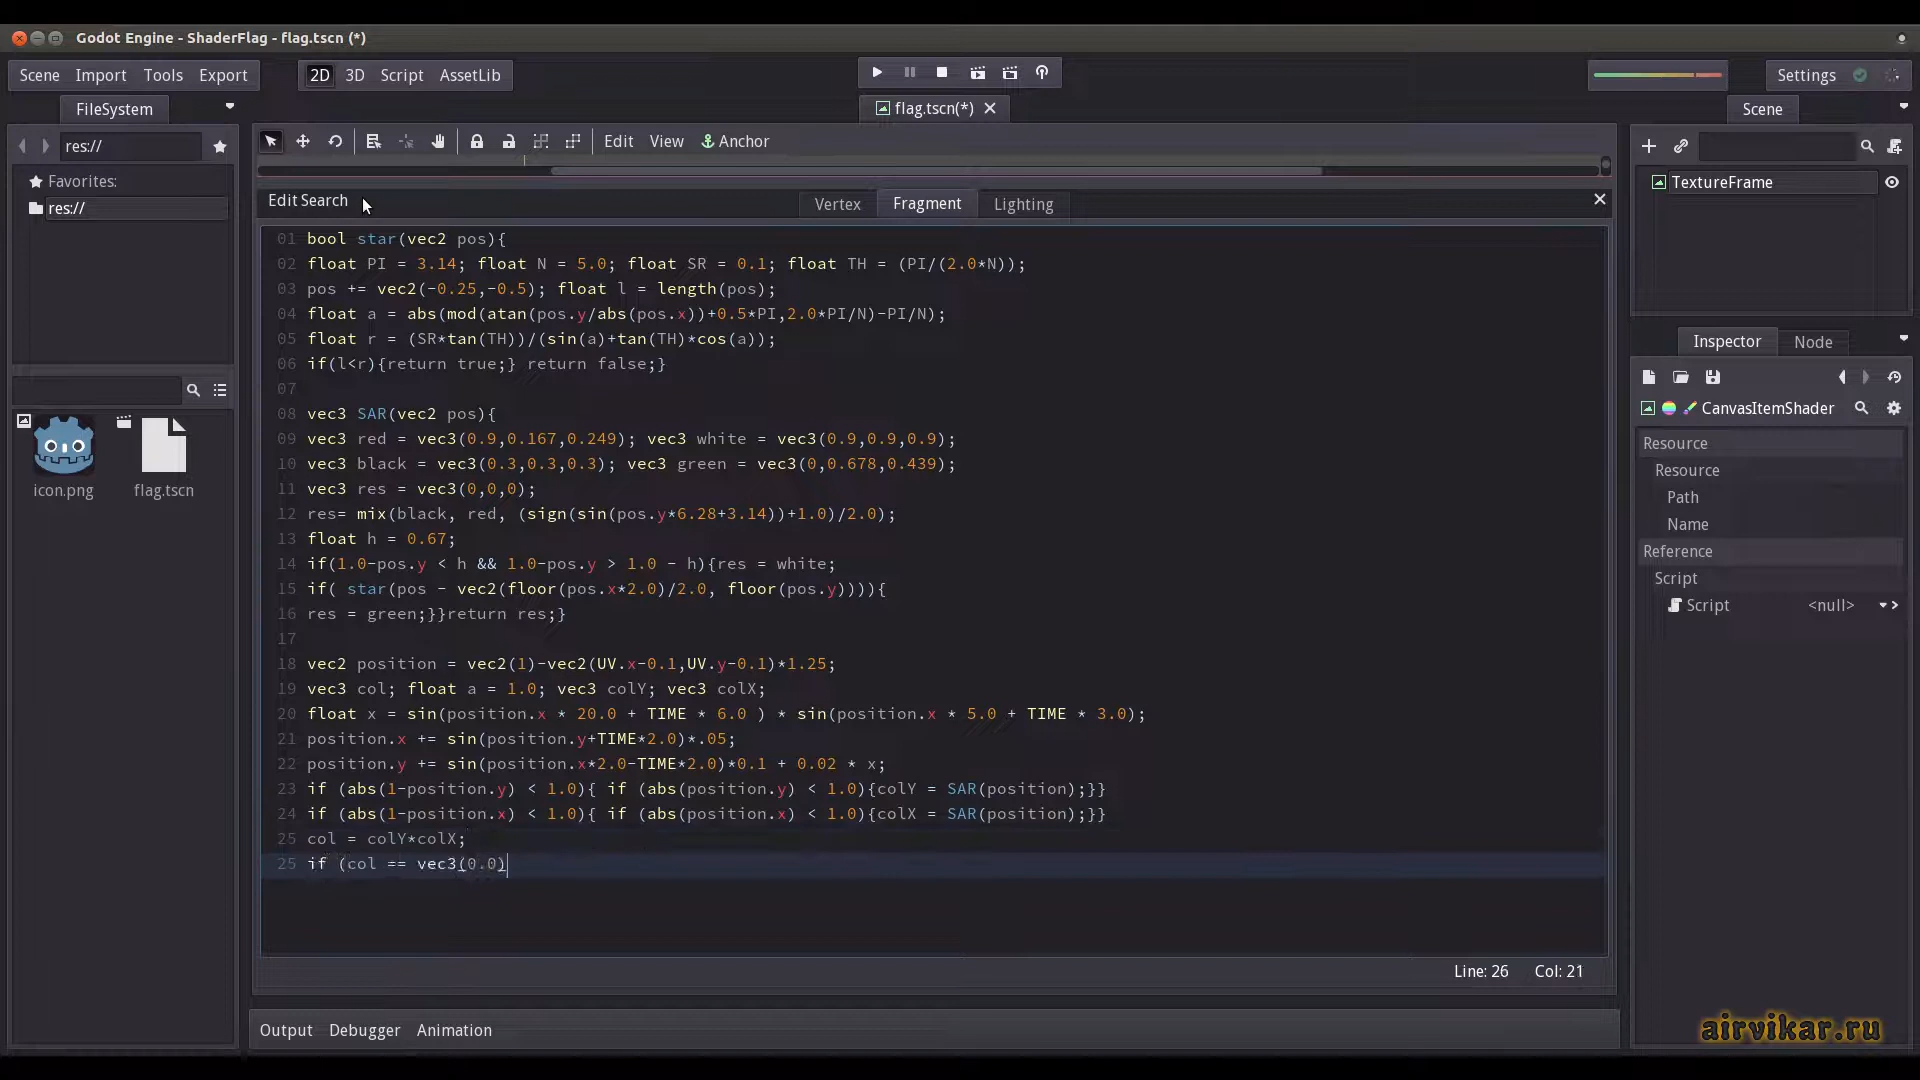 Godot Engine - ShaderFlag - flag.tscn (*)
Scene Import Tools Export 2D 3D Script AssetLib Settings
FileSystem flag.tscn(*) Scene
res:// Edit View Anchor
Favorites:
res://
TextureFrame
Edit Search Vertex Fragment Lighting
01 bool star(vec2 pos){
02 float PI = 3.14; float N = 5.0; float SR = 0.1; float TH = (PI/(2.0*N));
03 pos += vec2(-0.25,-0.5); float l = length(pos);
04 float a = abs(mod(atan(pos.y/abs(pos.x))+0.5*PI,2.0*PI/N)-PI/N);
05 float r = (SR*tan(TH))/(sin(a)+tan(TH)*cos(a));
06 if(l<r){return true;} return false;}
07
08 vec3 SAR(vec2 pos){
09 vec3 red = vec3(0.9,0.167,0.249); vec3 white = vec3(0.9,0.9,0.9);
10 vec3 black = vec3(0.3,0.3,0.3); vec3 green = vec3(0,0.678,0.439);
11 vec3 res = vec3(0,0,0);
12 res= mix(black, red, (sign(sin(pos.y*6.28+3.14))+1.0)/2.0);
13 float h = 0.67;
14 if(1.0-pos.y < h && 1.0-pos.y > 1.0 - h){res = white;
15 if( star(pos - vec2(floor(pos.x*2.0)/2.0, floor(pos.y)))){
16 res = green;}}return res;}
17
18 vec2 position = vec2(1)-vec2(UV.x-0.1,UV.y-0.1)*1.25;
19 vec3 col; float a = 1.0; vec3 colY; vec3 colX;
20 float x = sin(position.x * 20.0 + TIME * 6.0 ) * sin(position.x * 5.0 + TIME * 3.0);
21 position.x += sin(position.y+TIME*2.0)*.05;
22 position.y += sin(position.x*2.0-TIME*2.0)*0.1 + 0.02 * x;
23 if (abs(1-position.y) < 1.0){ if (abs(position.y) < 1.0){colY = SAR(position);}}
24 if (abs(1-position.x) < 1.0){ if (abs(position.x) < 1.0){colX = SAR(position);}}
25 col = colY*colX;
25 if (col == vec3(0.0)
Line: 26 Col: 21
icon.png flag.tscn
Inspector Node
CanvasItemShader
Resource
Resource
Path
Name
Reference
Script
Script <null>
Output Debugger Animation
airvikar.ru